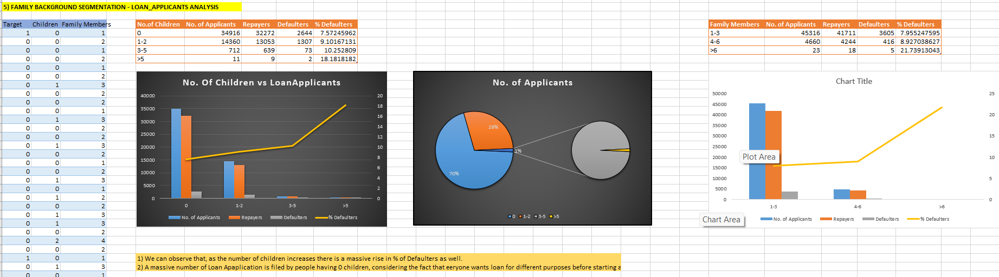 5) FAMILY BACKGROUND SEGMENTATION - LOAN_APPLICANTS ANALYSIS
Target Children Family Members
1 0 1
0 0 2
0 0 1
0 0 2
0 0 1
0 0 2
0 1 3
0 0 2
0 0 2
0 0 1
0 1 3
0 0 2
0 0 2
0 1 3
0 0 2
0 0 1
0 0 2
0 1 3
0 0 1
0 1 2
0 0 2
0 1 3
0 1 3
0 0 2
0 2 4
0 0 2
1 0 1
0 1 3
0 0 1
No.of Children No. of Applicants Repayers Defaulters % Defaulters
0 34916 32272 2644 7.57245962
1-2 14360 13053 1307 9.10167131
3-5 712 639 73 10.252809
>5 11 9 2 18.1818182
Family Members No. of Applicants Repayers Defaulters % Defaulters
1-3 45316 41711 3605 7.955247595
4-6 4660 4244 416 8.927038627
>6 23 18 5 21.73913043
No. Of Children vs LoanApplicants
40000 20
18
35000
16
30000
14
25000
12
20000 10
8
15000
6
10000
4
5000
2
0 0
0 1-2 3-5 >5
No. of Applicants Repayers Defaulters % Defaulters
No. of Applicants
29%
1%
70%
0 1-2 3-5 >5
Chart Title
50000 25
45000
40000 20
35000
30000 15
25000
20000 10
Plot Area
15000
10000 5
5000
0 0
1-3 4-6 >6
Chart Area
No. of Applicants Repayers Defaulters % Defaulters
1) We can observe that, as the number of children increases there is a massive rise in % of Defaulters as well.
2) A massive number of Loan Apaplication is filed by people having 0 children, considering the fact that eeryone wants loan for different purposes before starting a